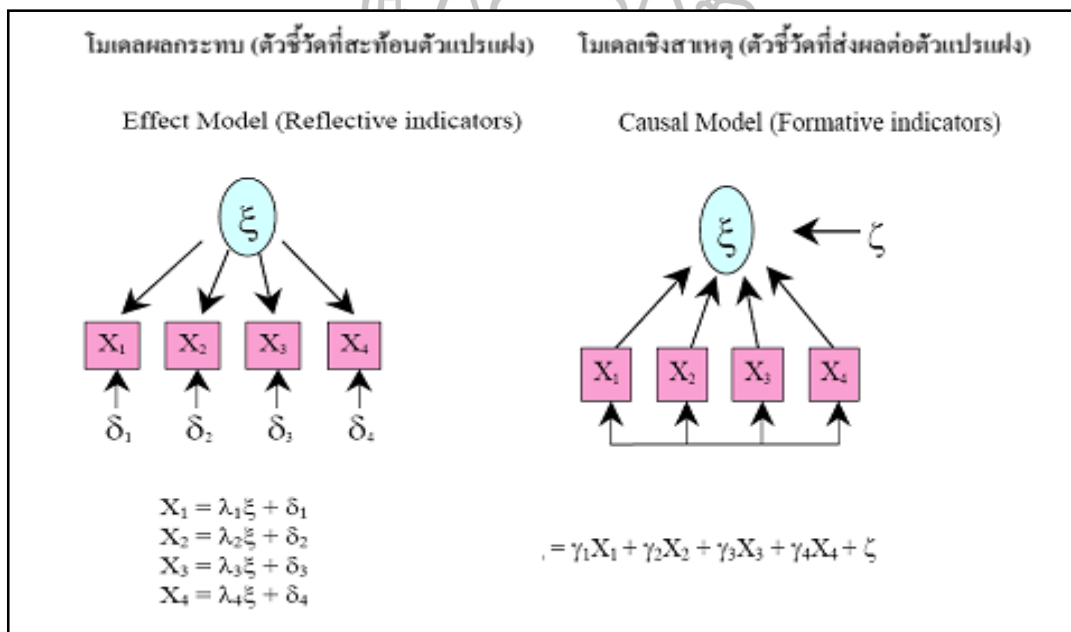 โมเดลผลกระทบ (ตัวชี้วัดที่สะท้อนตัวแปรแฝง)
Effect Model (Reflective indicators)
ξ
X₁ X₂ X₃ X₄
δ₁ δ₂ δ₃ δ₄
X₁ = λ₁ξ + δ₁
X₂ = λ₂ξ + δ₂
X₃ = λ₃ξ + δ₃
X₄ = λ₄ξ + δ₄
โมเดลเชิงสาเหตุ (ตัวชี้วัดที่ส่งผลต่อตัวแปรแฝง)
Causal Model (Formative indicators)
ξ ζ
X₁ X₂ X₃ X₄
= γ₁X₁ + γ₂X₂ + γ₃X₃ + γ₄X₄ + ζ